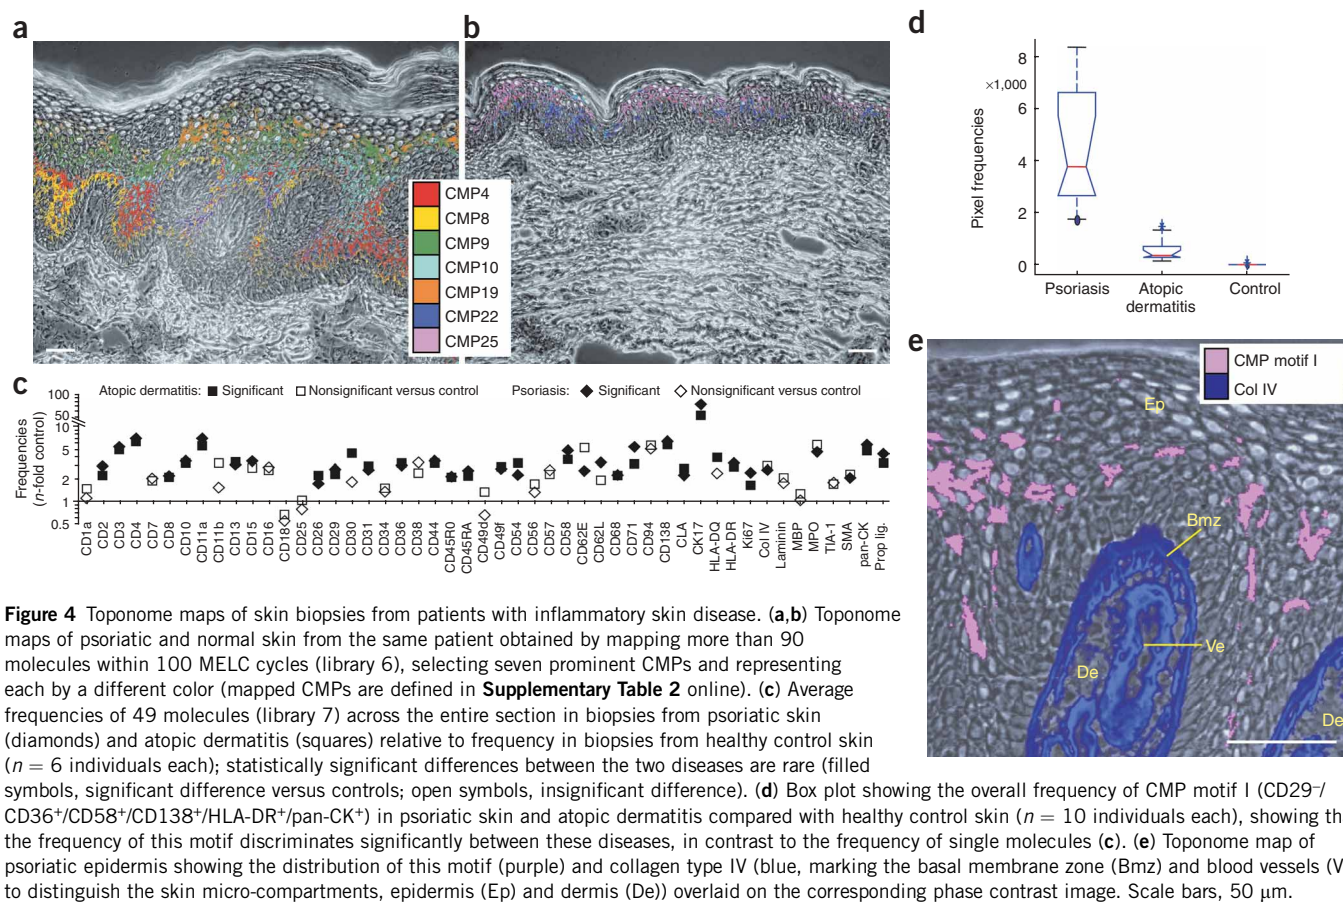 a
b
CMP4
CMP8
CMP9
CMP10
CMP19
CMP22
CMP25
c
Atopic dermatitis: Significant Nonsignificant versus control Psoriasis: Significant Nonsignificant versus control
Frequencies
(n-fold control)
100
50
10
5
2
1
0.5
CD1a
CD2
CD3
CD4
CD7
CD8
CD10
CD11a
CD11b
CD13
CD15
CD16
CD18
CD25
CD26
CD29
CD30
CD31
CD34
CD36
CD38
CD44
CD45R0
CD45RA
CD49d
CD49f
CD54
CD56
CD57
CD58
CD62E
CD62L
CD68
CD71
CD94
CD138
CLA
CK17
HLA-DQ
HLA-DR
Ki67
Col IV
Laminin
MBP
MPO
TIA-1
SMA
pan-CK
Prop lig.
d
Pixel frequencies
×1,000
8
6
4
2
0
Psoriasis
Atopic
dermatitis
Control
e
CMP motif I
Col IV
Ep
Bmz
Ve
De
De
Figure 4 Toponome maps of skin biopsies from patients with inflammatory skin disease. (a,b) Toponome
maps of psoriatic and normal skin from the same patient obtained by mapping more than 90
molecules within 100 MELC cycles (library 6), selecting seven prominent CMPs and representing
each by a different color (mapped CMPs are defined in Supplementary Table 2 online). (c) Average
frequencies of 49 molecules (library 7) across the entire section in biopsies from psoriatic skin
(diamonds) and atopic dermatitis (squares) relative to frequency in biopsies from healthy control skin
(n = 6 individuals each); statistically significant differences between the two diseases are rare (filled
symbols, significant difference versus controls; open symbols, insignificant difference). (d) Box plot showing the overall frequency of CMP motif I (CD29–/
CD36+/CD58+/CD138+/HLA-DR+/pan-CK+) in psoriatic skin and atopic dermatitis compared with healthy control skin (n = 10 individuals each), showing th
the frequency of this motif discriminates significantly between these diseases, in contrast to the frequency of single molecules (c). (e) Toponome map of
psoriatic epidermis showing the distribution of this motif (purple) and collagen type IV (blue, marking the basal membrane zone (Bmz) and blood vessels (V
to distinguish the skin micro-compartments, epidermis (Ep) and dermis (De)) overlaid on the corresponding phase contrast image. Scale bars, 50 µm.